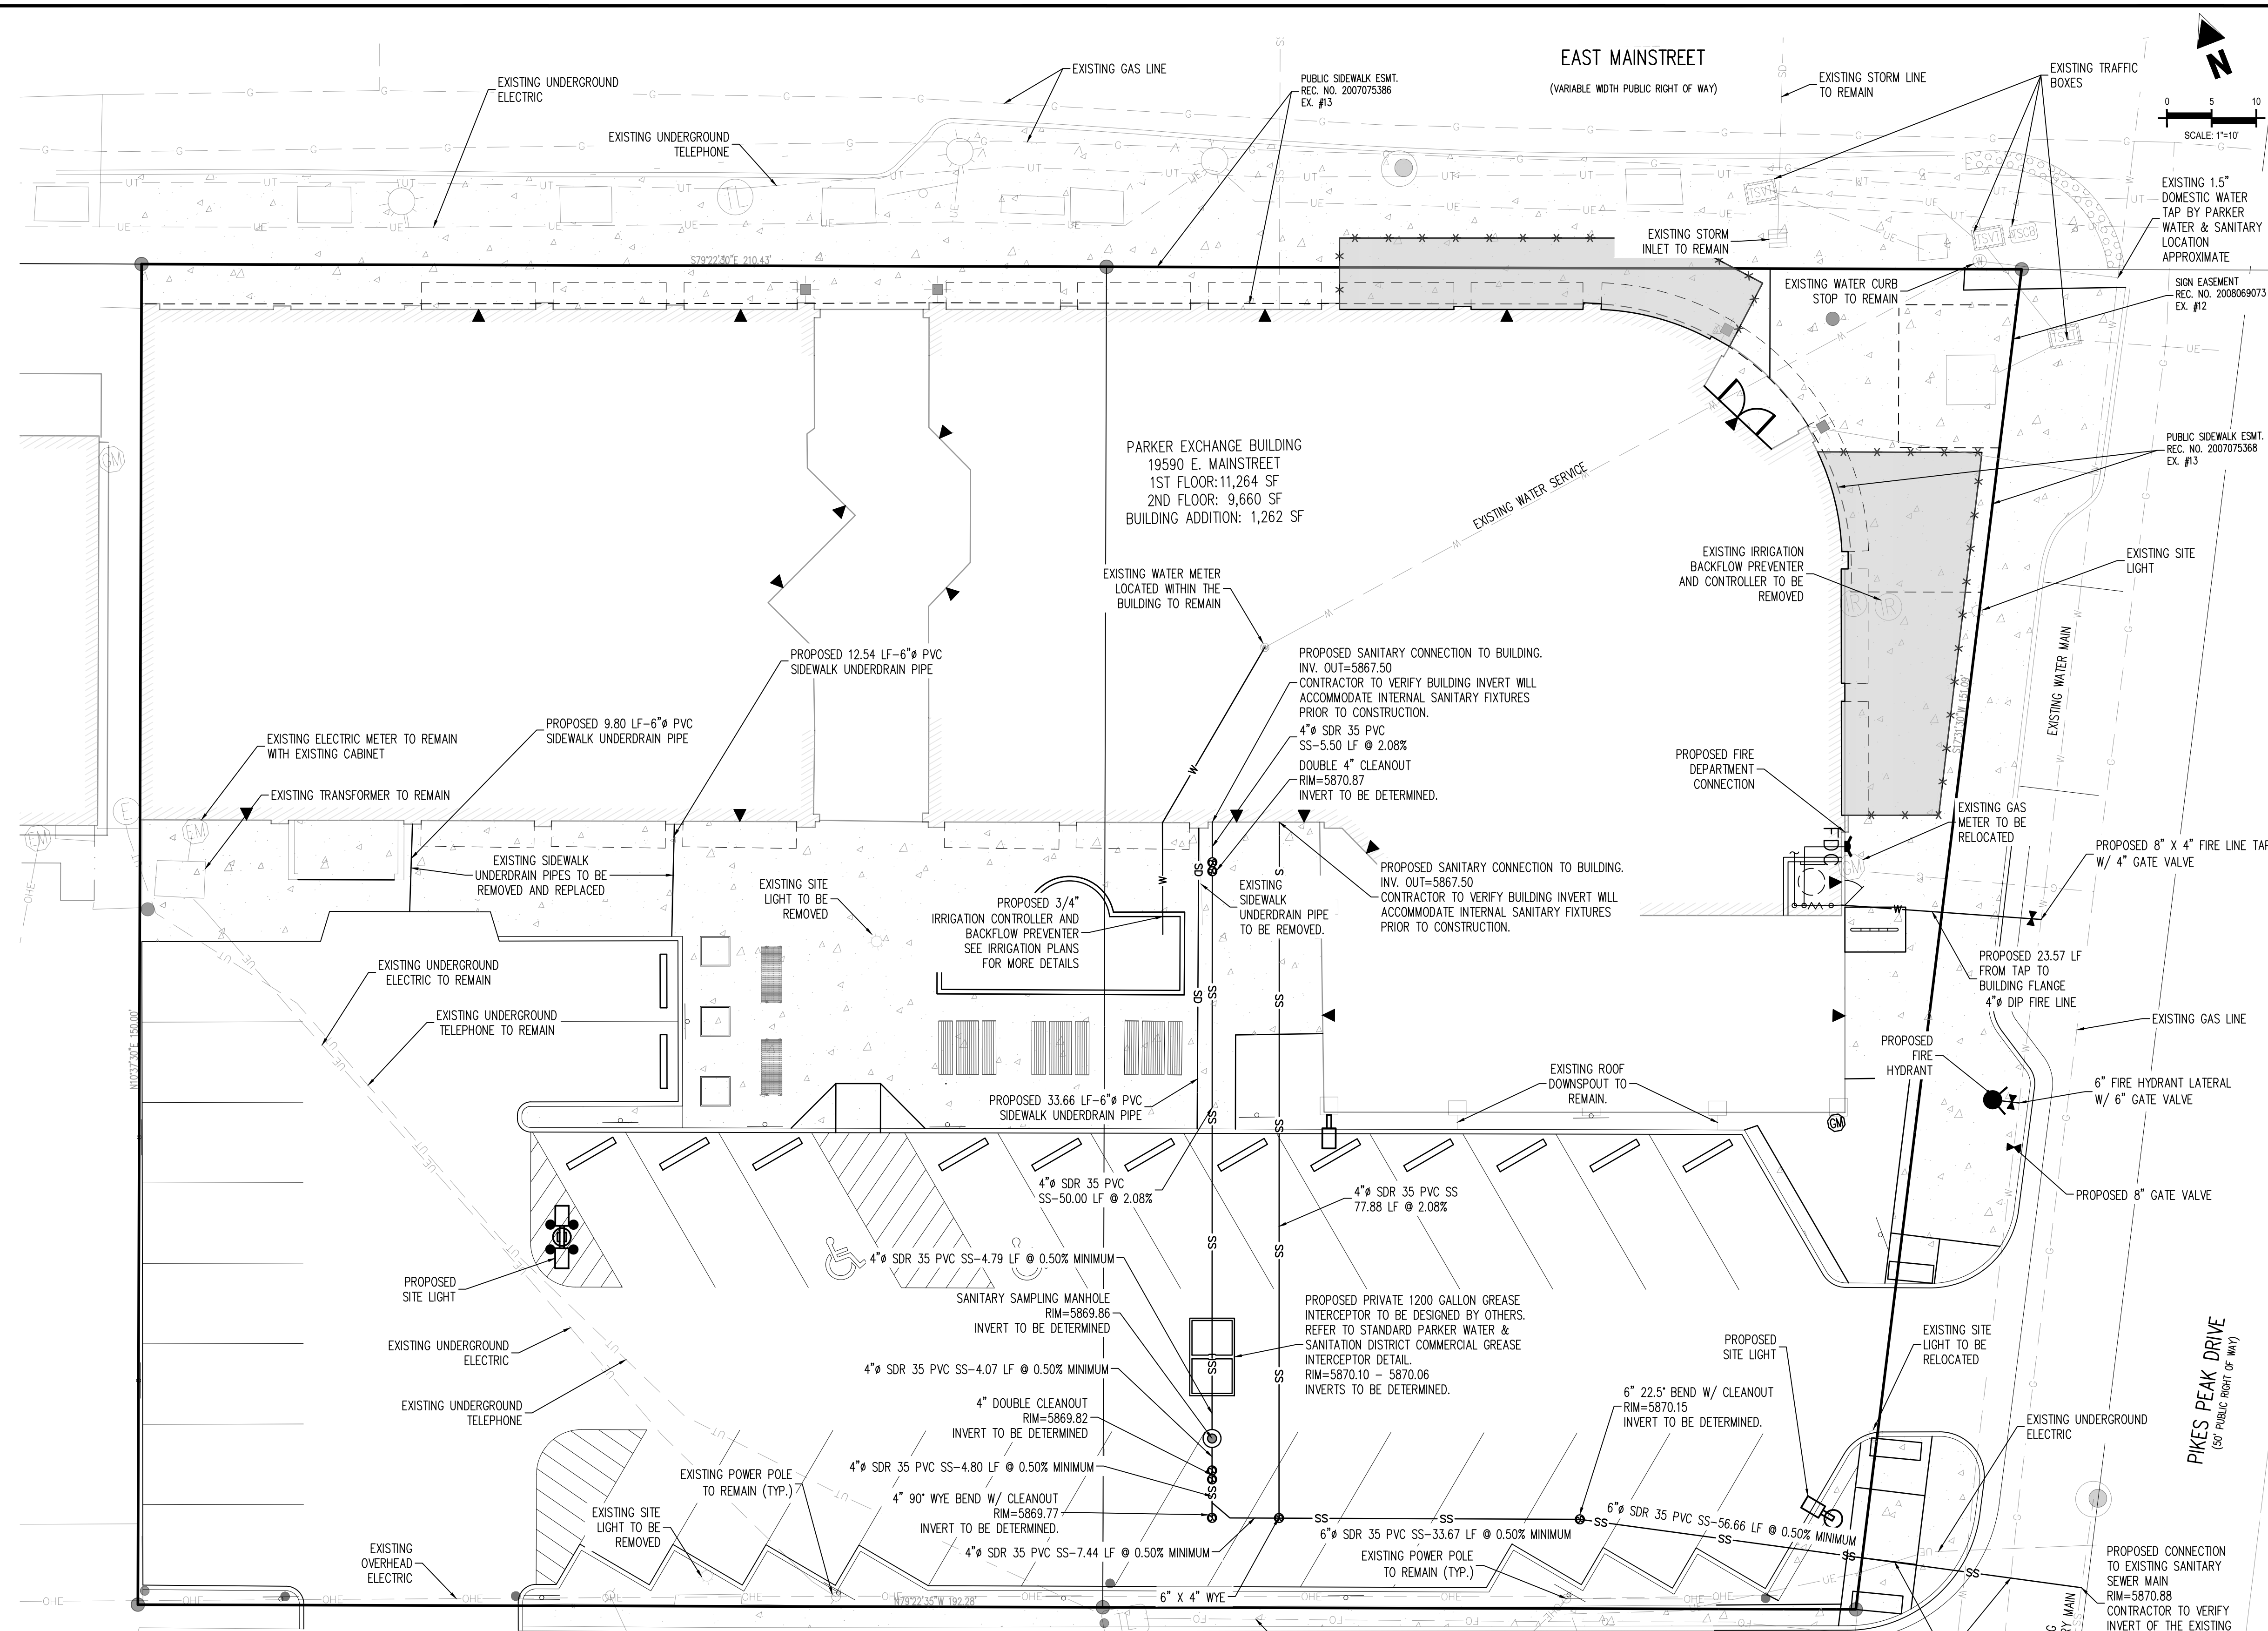 EAST MAINSTREET
(VARIABLE WIDTH PUBLIC RIGHT OF WAY)
N
0 5 10
SCALE: 1"=10'
EXISTING UNDERGROUND
ELECTRIC
EXISTING GAS LINE
PUBLIC SIDEWALK ESMT.
REC. NO. 2007075386
EX. #13
EXISTING STORM LINE
TO REMAIN
EXISTING TRAFFIC
BOXES
EXISTING UNDERGROUND
TELEPHONE
EXISTING 1.5"
DOMESTIC WATER
TAP BY PARKER
WATER & SANITARY
LOCATION
APPROXIMATE
EXISTING STORM
INLET TO REMAIN
S79°22'30"E 210.43'
EXISTING WATER CURB
STOP TO REMAIN
SIGN EASEMENT
REC. NO. 2008069073
EX. #12
PARKER EXCHANGE BUILDING
19590 E. MAINSTREET
1ST FLOOR: 11,264 SF
2ND FLOOR: 9,660 SF
BUILDING ADDITION: 1,262 SF
PUBLIC SIDEWALK ESMT.
REC. NO. 2007075368
EX. #13
EXISTING WATER SERVICE
EXISTING WATER METER
LOCATED WITHIN THE
BUILDING TO REMAIN
EXISTING IRRIGATION
BACKFLOW PREVENTER
AND CONTROLLER TO BE
REMOVED
EXISTING SITE
LIGHT
EXISTING WATER MAIN
S17°31'30"W 151.09'
PROPOSED 12.54 LF-6"ø PVC
SIDEWALK UNDERDRAIN PIPE
PROPOSED SANITARY CONNECTION TO BUILDING.
INV. OUT=5867.50
CONTRACTOR TO VERIFY BUILDING INVERT WILL
ACCOMMODATE INTERNAL SANITARY FIXTURES
PRIOR TO CONSTRUCTION.
4"ø SDR 35 PVC
SS-5.50 LF @ 2.08%
DOUBLE 4" CLEANOUT
RIM=5870.87
INVERT TO BE DETERMINED.
PROPOSED 9.80 LF-6"ø PVC
SIDEWALK UNDERDRAIN PIPE
EXISTING ELECTRIC METER TO REMAIN
WITH EXISTING CABINET
EXISTING TRANSFORMER TO REMAIN
PROPOSED FIRE
DEPARTMENT
CONNECTION
FDC
EXISTING GAS
METER TO BE
RELOCATED
PROPOSED 8" X 4" FIRE LINE TAP
W/ 4" GATE VALVE
EXISTING SIDEWALK
UNDERDRAIN PIPES TO BE
REMOVED AND REPLACED
EXISTING SITE
LIGHT TO BE
REMOVED
PROPOSED 3/4"
IRRIGATION CONTROLLER AND
BACKFLOW PREVENTER
SEE IRRIGATION PLANS
FOR MORE DETAILS
EXISTING
SIDEWALK
UNDERDRAIN PIPE
TO BE REMOVED.
PROPOSED SANITARY CONNECTION TO BUILDING.
INV. OUT=5867.50
CONTRACTOR TO VERIFY BUILDING INVERT WILL
ACCOMMODATE INTERNAL SANITARY FIXTURES
PRIOR TO CONSTRUCTION.
PROPOSED 23.57 LF
FROM TAP TO
BUILDING FLANGE
4"ø DIP FIRE LINE
EXISTING UNDERGROUND
ELECTRIC TO REMAIN
EXISTING UNDERGROUND
TELEPHONE TO REMAIN
N10°37'30"E 150.00'
EXISTING GAS LINE
PROPOSED
FIRE
HYDRANT
6" FIRE HYDRANT LATERAL
W/ 6" GATE VALVE
EXISTING ROOF
DOWNSPOUT TO
REMAIN.
PROPOSED 33.66 LF-6"ø PVC
SIDEWALK UNDERDRAIN PIPE
GM
PROPOSED 8" GATE VALVE
4"ø SDR 35 PVC
SS-50.00 LF @ 2.08%
4"ø SDR 35 PVC SS
77.88 LF @ 2.08%
4"ø SDR 35 PVC SS-4.79 LF @ 0.50% MINIMUM
PROPOSED
SITE LIGHT
SANITARY SAMPLING MANHOLE
RIM=5869.86
INVERT TO BE DETERMINED
PROPOSED PRIVATE 1200 GALLON GREASE
INTERCEPTOR TO BE DESIGNED BY OTHERS.
REFER TO STANDARD PARKER WATER &
SANITATION DISTRICT COMMERCIAL GREASE
INTERCEPTOR DETAIL.
RIM=5870.10 - 5870.06
INVERTS TO BE DETERMINED.
PROPOSED
SITE LIGHT
EXISTING SITE
LIGHT TO BE
RELOCATED
PIKES PEAK DRIVE
(50' PUBLIC RIGHT OF WAY)
EXISTING UNDERGROUND
ELECTRIC
4"ø SDR 35 PVC SS-4.07 LF @ 0.50% MINIMUM
EXISTING UNDERGROUND
TELEPHONE
4" DOUBLE CLEANOUT
RIM=5869.82
INVERT TO BE DETERMINED
6" 22.5° BEND W/ CLEANOUT
RIM=5870.15
INVERT TO BE DETERMINED.
EXISTING UNDERGROUND
ELECTRIC
4"ø SDR 35 PVC SS-4.80 LF @ 0.50% MINIMUM
EXISTING POWER POLE
TO REMAIN (TYP.)
4" 90° WYE BEND W/ CLEANOUT
RIM=5869.77
INVERT TO BE DETERMINED.
EXISTING SITE
LIGHT TO BE
REMOVED
6"ø SDR 35 PVC SS-33.67 LF @ 0.50% MINIMUM
6"ø SDR 35 PVC SS-56.66 LF @ 0.50% MINIMUM
4"ø SDR 35 PVC SS-7.44 LF @ 0.50% MINIMUM
EXISTING POWER POLE
TO REMAIN (TYP.)
EXISTING
OVERHEAD
ELECTRIC
6" X 4" WYE
N79°22'35"W 192.28'
PROPOSED CONNECTION
TO EXISTING SANITARY
SEWER MAIN
RIM=5870.88
CONTRACTOR TO VERIFY
INVERT OF THE EXISTING